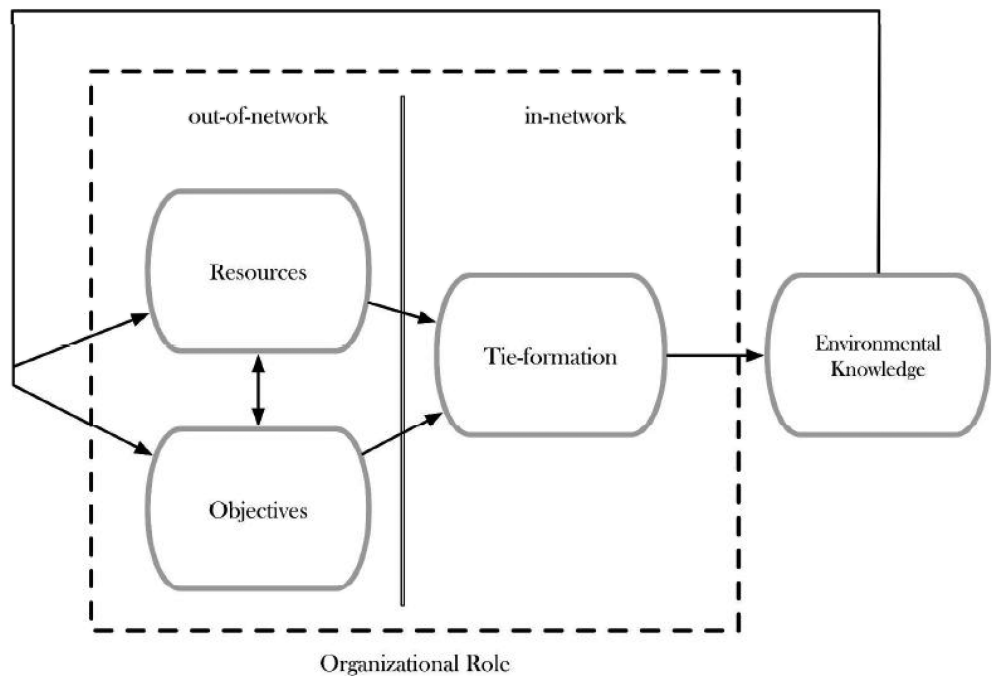 out-of-network
in-network
Resources
Tie-formation
Environmental
Knowledge
Objectives
Organizational Role